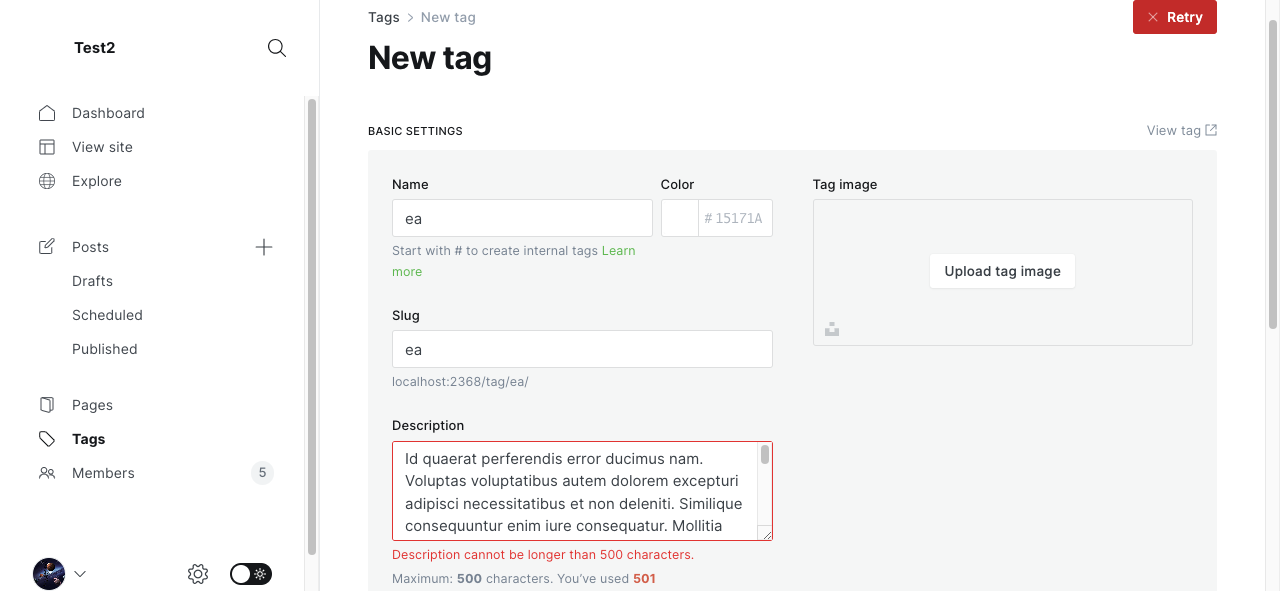 Test2
Dashboard
View site
Explore
Posts
Drafts
Scheduled
Published
Pages
Tags
Members
5
Tags > New tag
Retry
New tag
BASIC SETTINGS
View tag
Name
ea
Start with # to create internal tags Learn
more
Color
# 15171A
Slug
ea
localhost:2368/tag/ea/
Description
Id quaerat perferendis error ducimus nam.
Voluptas voluptatibus autem dolorem excepturi
adipisci necessitatibus et non deleniti. Similique
consequuntur enim iure consequatur. Mollitia
Description cannot be longer than 500 characters.
Maximum: 500 characters. You've used 501
Tag image
Upload tag image